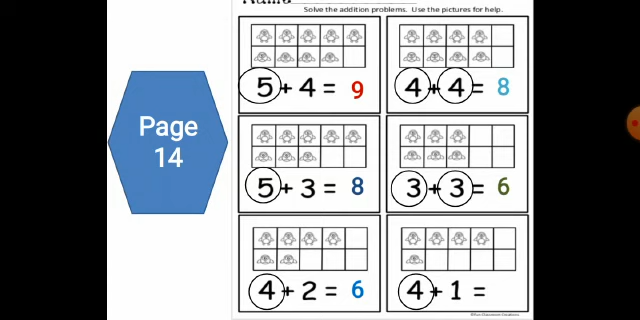 Name
Solve the addition problems. Use the pictures for help.
Page
14
5 + 4 = 9
4 + 4 = 8
5 + 3 = 8
3 + 3 = 6
4 + 2 = 6
4 + 1 =